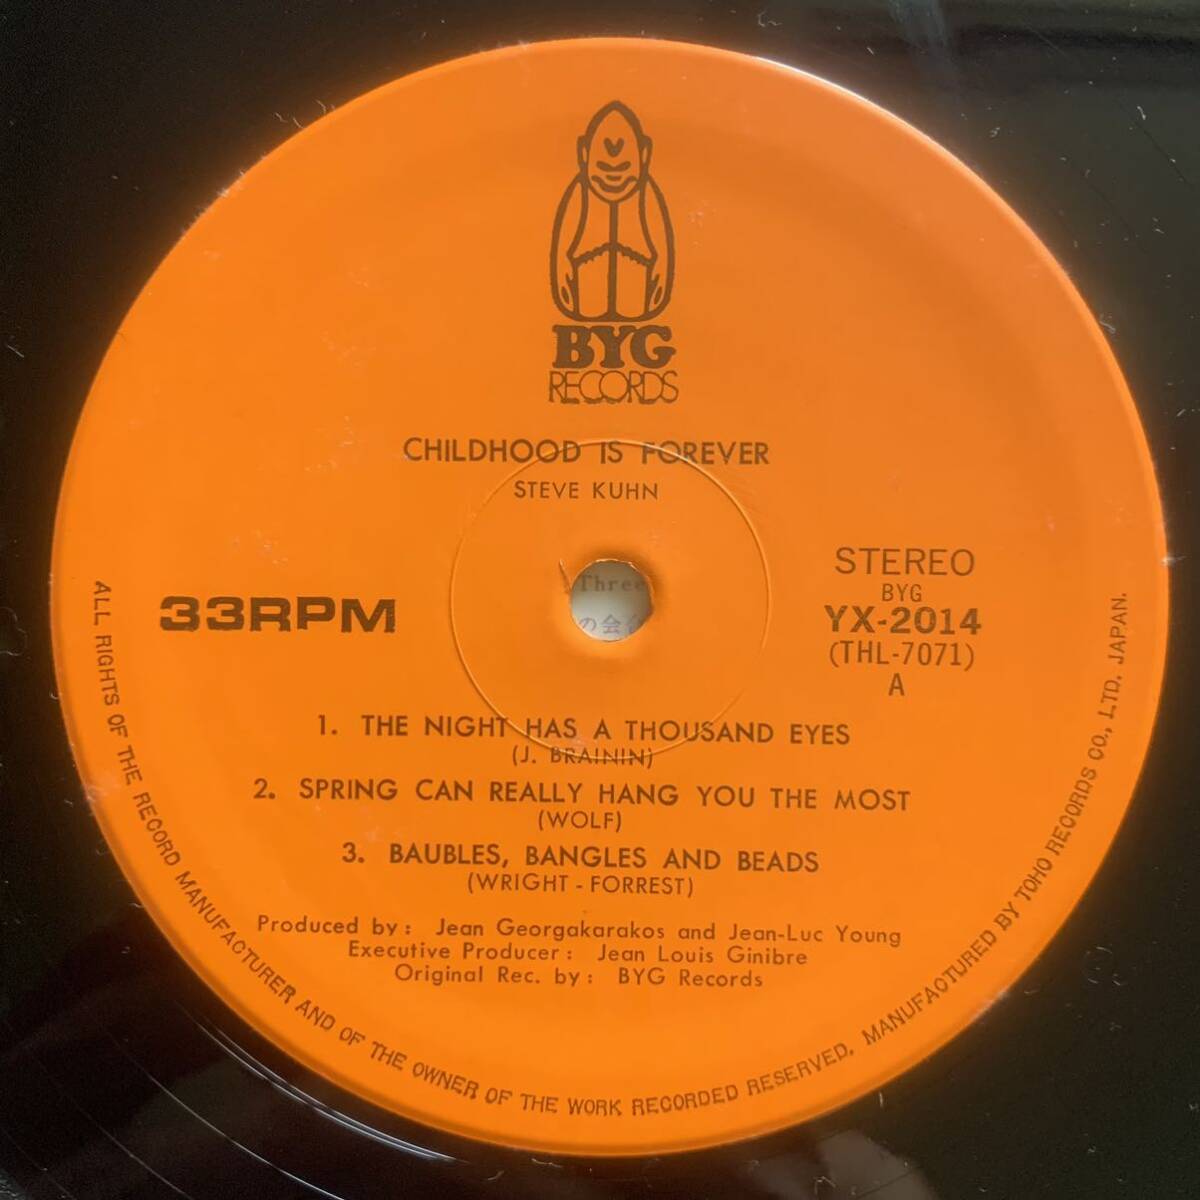 BYG
RECORDS
CHILDHOOD IS FOREVER
STEVE KUHN
33RPM
STEREO
BYG
YX-2014
(THL-7071)
A
Three
の会
1. THE NIGHT HAS A THOUSAND EYES
(J. BRAININ)
2. SPRING CAN REALLY HANG YOU THE MOST
(WOLF)
3. BAUBLES, BANGLES AND BEADS
(WRIGHT-FORREST)
Produced by: Jean Georgakarakos and Jean-Luc Young
Executive Producer: Jean Louis Ginibre
Original Rec. by: BYG Records
ALL RIGHTS OF THE RECORD MANUFACTURER AND OF THE OWNER OF THE WORK RECORDED RESERVED. MANUFACTURED BY TOHO RECORDS CO., LTD. JAPAN.